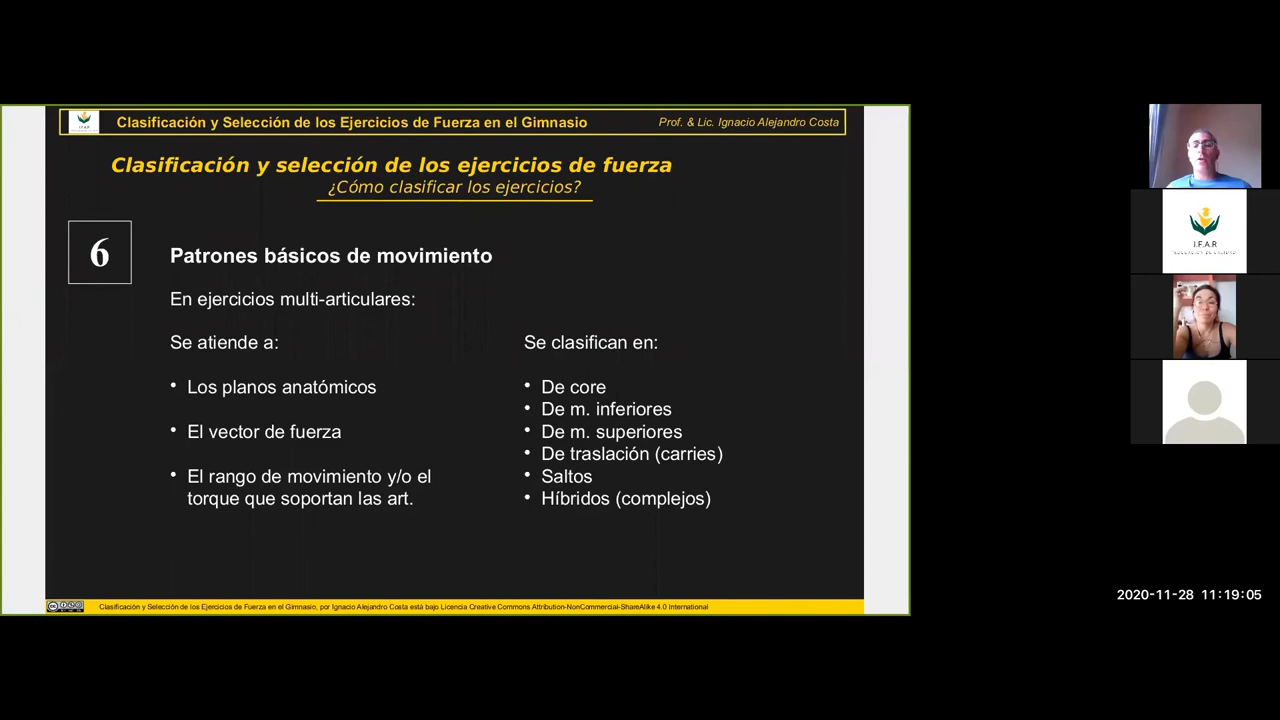 I.F.A.R
Clasificación y Selección de los Ejercicios de Fuerza en el Gimnasio
Prof. & Lic. Ignacio Alejandro Costa
Clasificación y selección de los ejercicios de fuerza
¿Cómo clasificar los ejercicios?
6
Patrones básicos de movimiento
En ejercicios multi-articulares:
Se atiende a:
• Los planos anatómicos
• El vector de fuerza
• El rango de movimiento y/o el
torque que soportan las art.
Se clasifican en:
• De core
• De m. inferiores
• De m. superiores
• De traslación (carries)
• Saltos
• Híbridos (complejos)
Clasificación y Selección de los Ejercicios de Fuerza en el Gimnasio, por Ignacio Alejandro Costa está bajo Licencia Creative Commons Attribution-NonCommercial-ShareAlike 4.0 International
I.F.A.R
2020-11-28 11:19:05